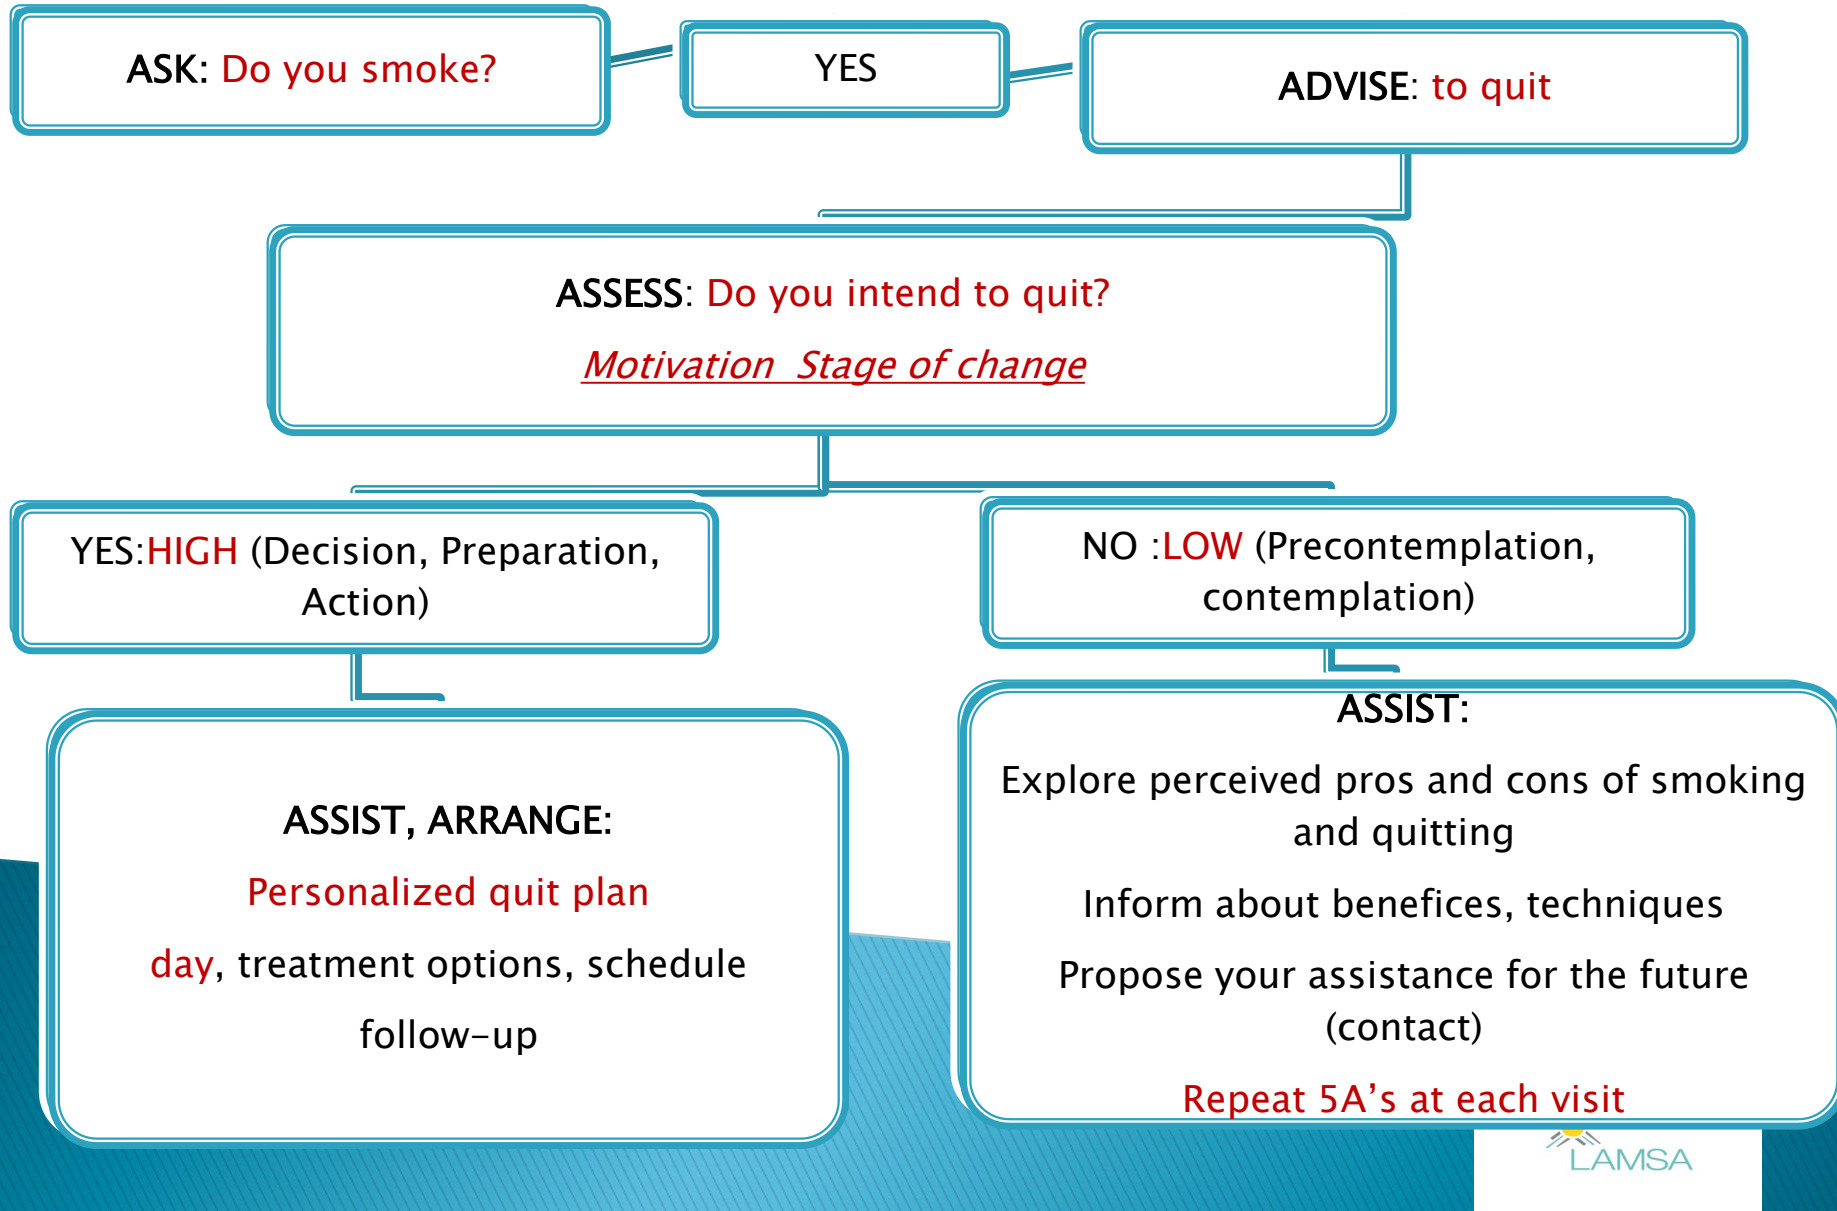 ASK: Do you smoke?
YES
ADVISE: to quit
ASSESS: Do you intend to quit?
Motivation  Stage of change
YES:HIGH (Decision, Preparation,
Action)
NO :LOW (Precontemplation,
contemplation)
ASSIST, ARRANGE:
Personalized quit plan
day, treatment options, schedule
follow-up
ASSIST:
Explore perceived pros and cons of smoking
and quitting
Inform about benefices, techniques
Propose your assistance for the future
(contact)
Repeat 5A's at each visit
LAMSA